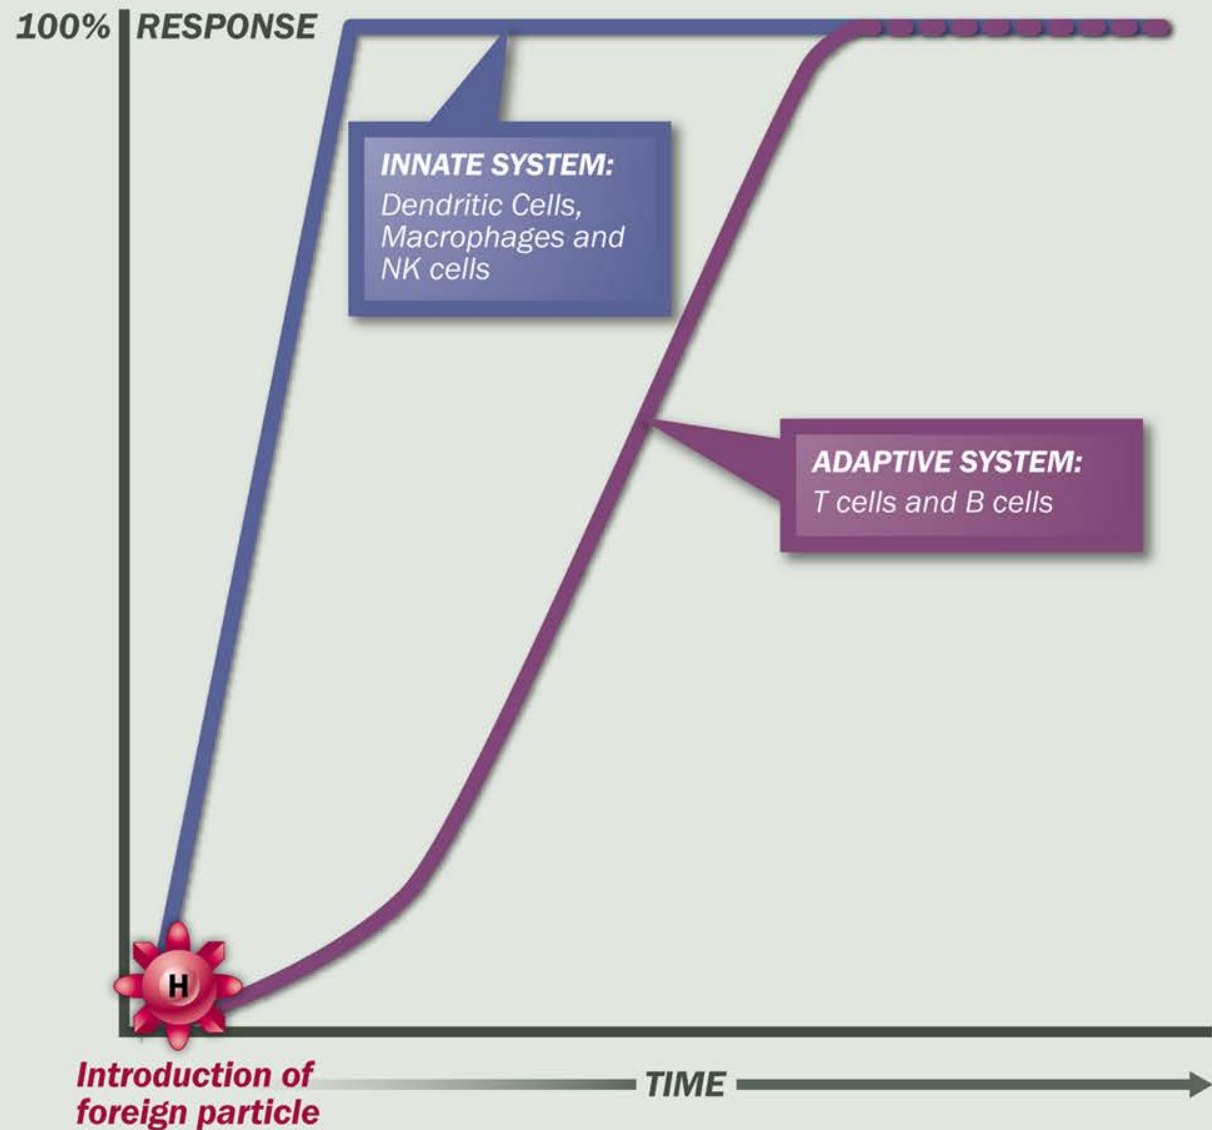 100% RESPONSE
INNATE SYSTEM:
Dendritic Cells,
Macrophages and
NK cells
ADAPTIVE SYSTEM:
T cells and B cells
H
Introduction of
foreign particle
TIME